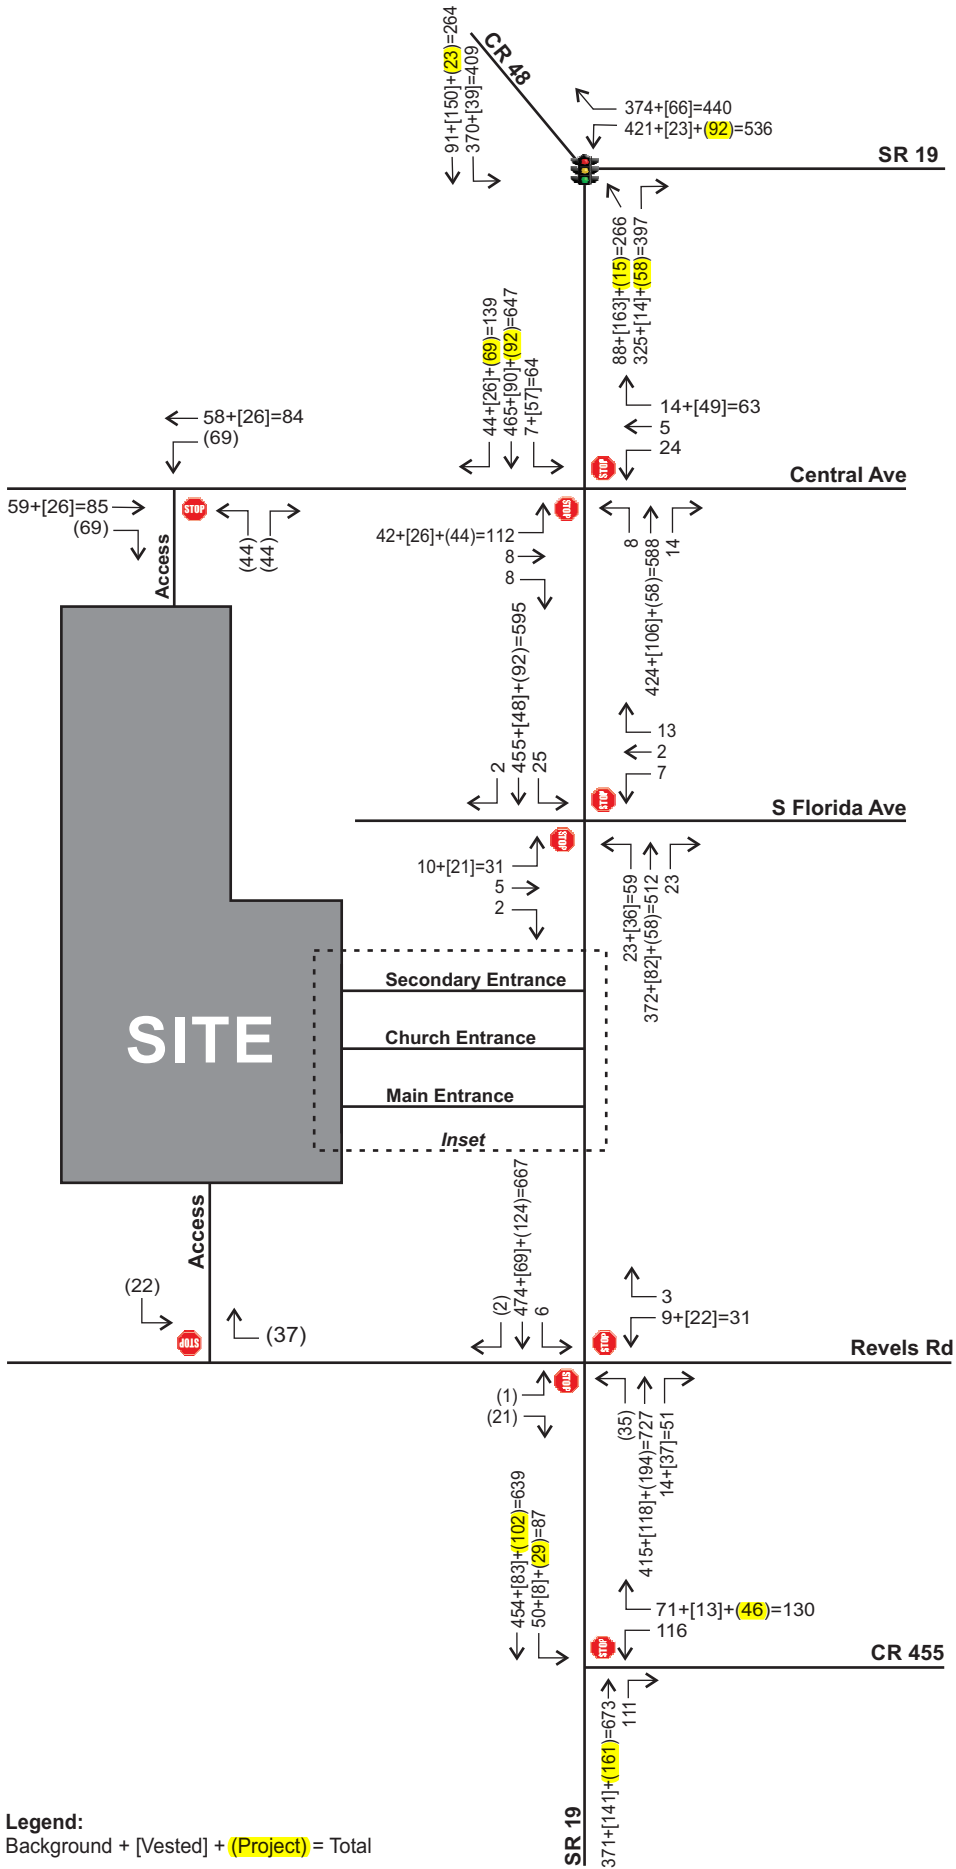 91+[150]+(23)=264
370+[39]=409
CR 48
374+[66]=440
421+[23]+(92)=536
SR 19
88+[163]+(15)=266
325+[14]+(58)=397
44+[26]+(69)=139
465+[90]+(92)=647
7+[57]=64
58+[26]=84
(69)
14+[49]=63
5
24
STOP
Central Ave
59+[26]=85
(69)
STOP
Access
(44)
(44)
42+[26]+(44)=112
8
8
STOP
8
424+[106]+(58)=588
14
2
455+[48]+(92)=595
25
13
2
7
STOP
S Florida Ave
10+[21]=31
5
2
STOP
23+[36]=59
372+[82]+(58)=512
23
Secondary Entrance
SITE
Church Entrance
Main Entrance
Inset
Access
(22)
STOP
(37)
(2)
474+[69]+(124)=667
6
3
9+[22]=31
STOP
Revels Rd
(1)
(21)
STOP
(35)
415+[118]+(194)=727
14+[37]=51
454+[83]+(102)=639
50+[8]+(29)=87
71+[13]+(46)=130
116
STOP
CR 455
371+[141]+(161)=673
111
SR 19
Legend:
Background + [Vested] + (Project) = Total